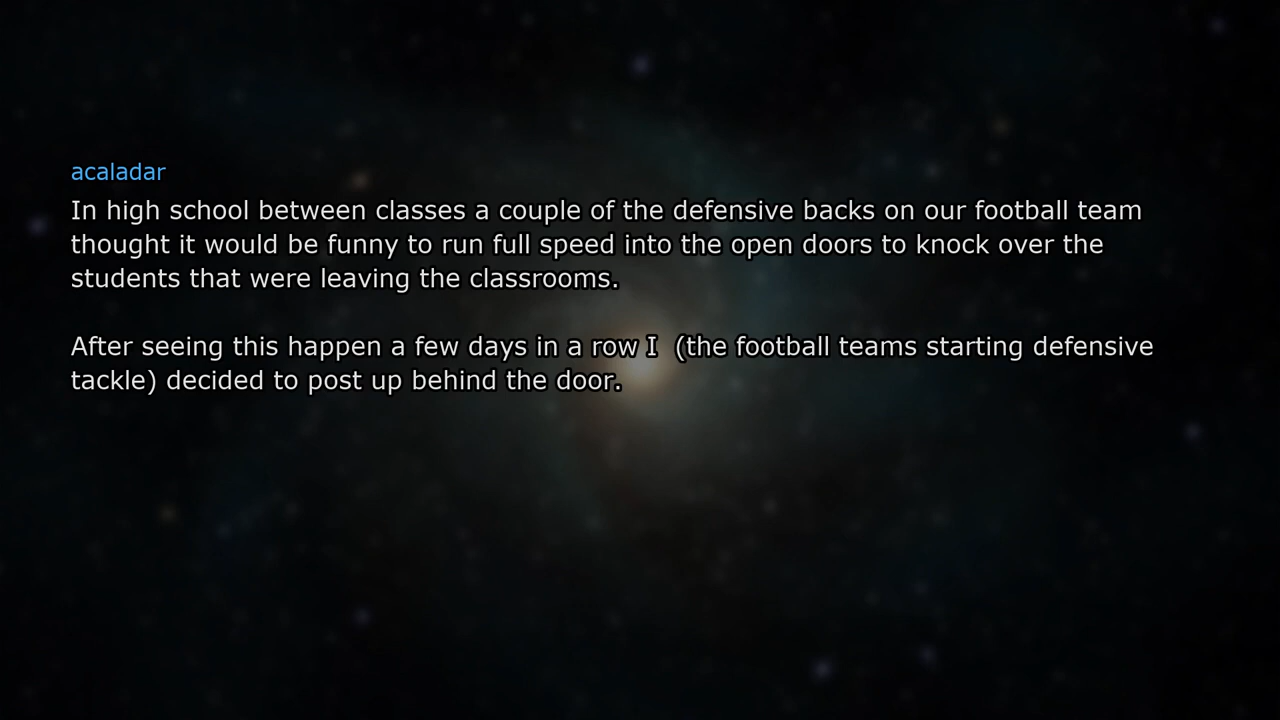 acaladar
In high school between classes a couple of the defensive backs on our football team
thought it would be funny to run full speed into the open doors to knock over the
students that were leaving the classrooms.
After seeing this happen a few days in a row I  (the football teams starting defensive
tackle) decided to post up behind the door.